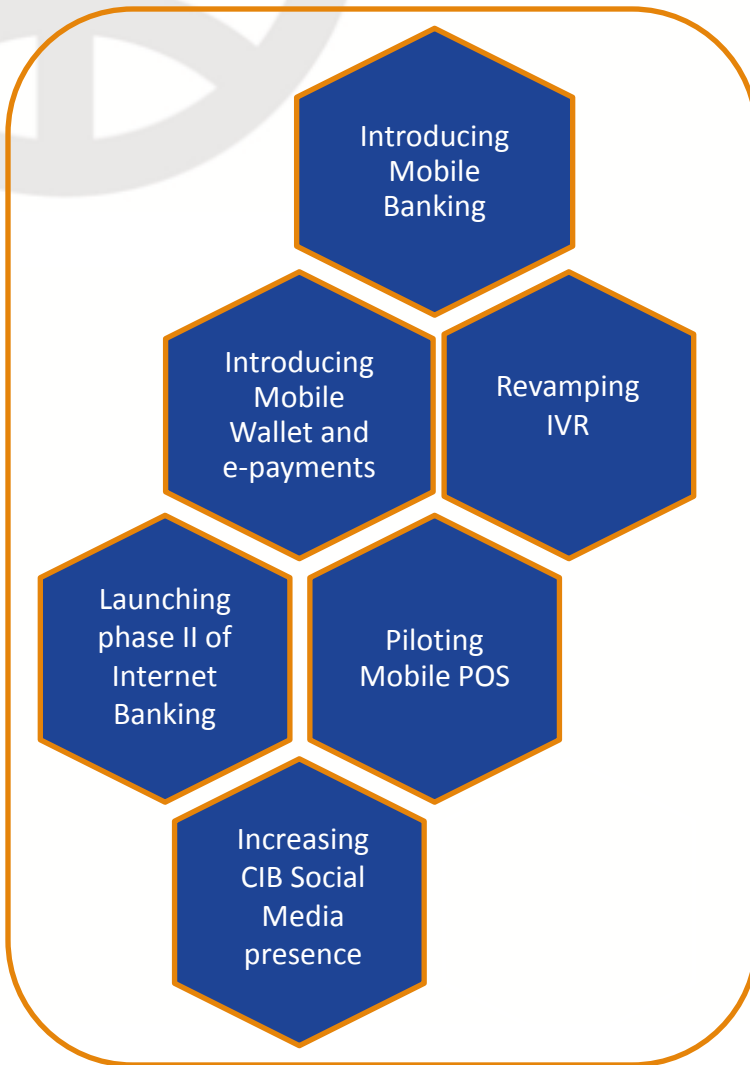 Introducing
Mobile
Banking
Introducing
Mobile
Wallet and
e-payments
Revamping
IVR
Launching
phase II of
Internet
Banking
Piloting
Mobile POS
Increasing
CIB Social
Media
presence